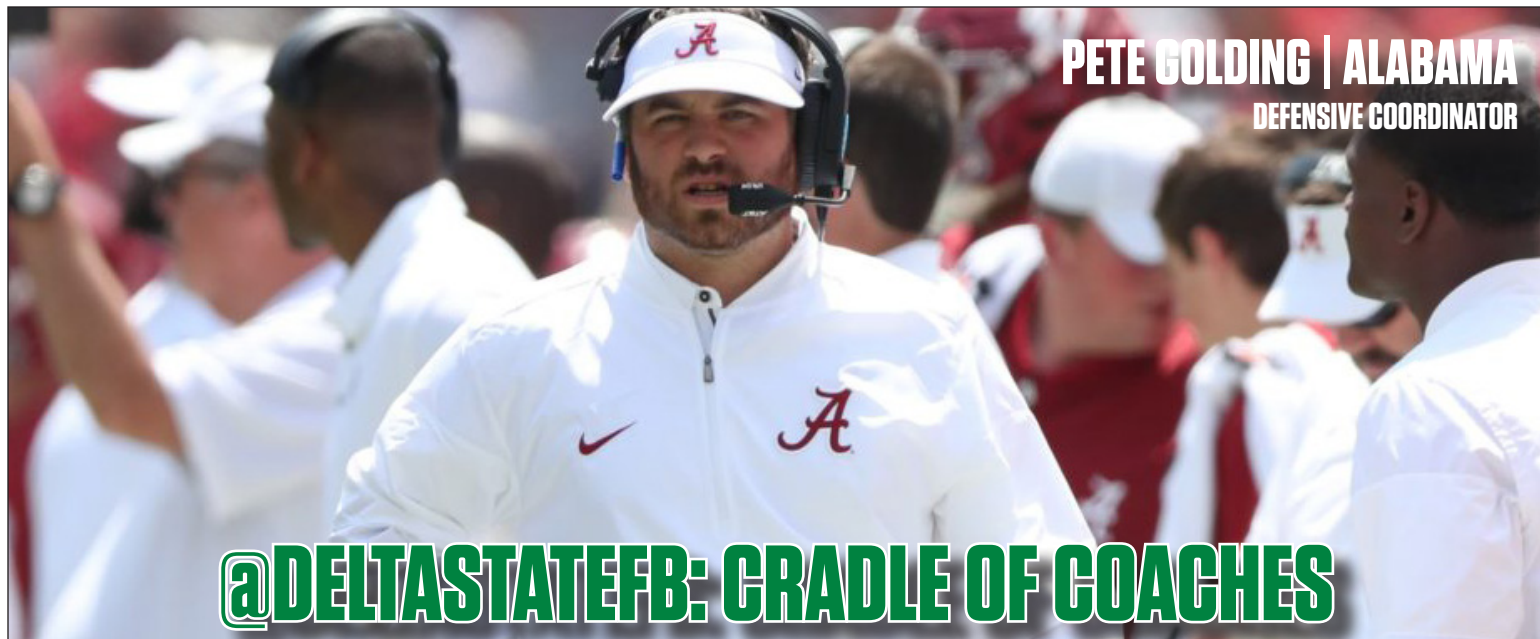 PETE GOLDING | ALABAMA
DEFENSIVE COORDINATOR
@DELTASTATEFB: CRADLE OF COACHES